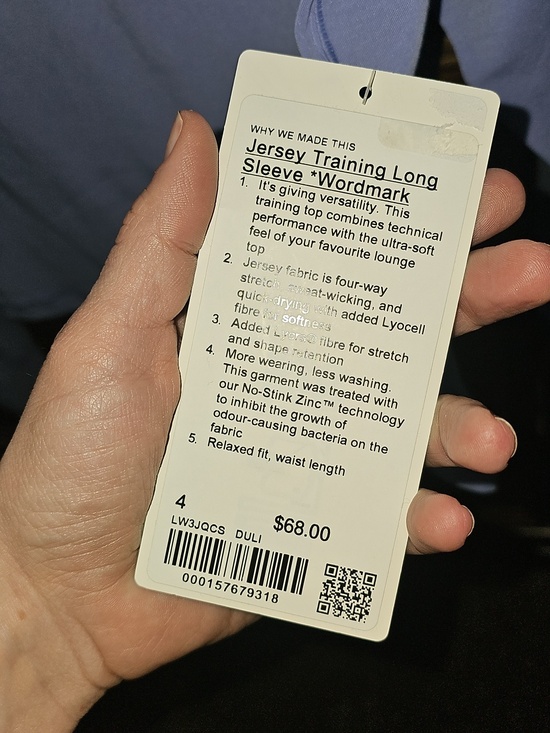 WHY WE MADE THIS
Jersey Training Long
Sleeve *Wordmark
1. It's giving versatility. This
training top combines technical
performance with the ultra-soft
feel of your favourite lounge
top
2. Jersey fabric is four-way
stretch, sweat-wicking, and
quick-drying with added Lyocell
fibre for softness
3. Added Lycra® fibre for stretch
and shape retention
4. More wearing, less washing.
This garment was treated with
our No-Stink Zinc™ technology
to inhibit the growth of
odour-causing bacteria on the
fabric
5. Relaxed fit, waist length
4
$68.00
LW3JQCS DULI
000157679318